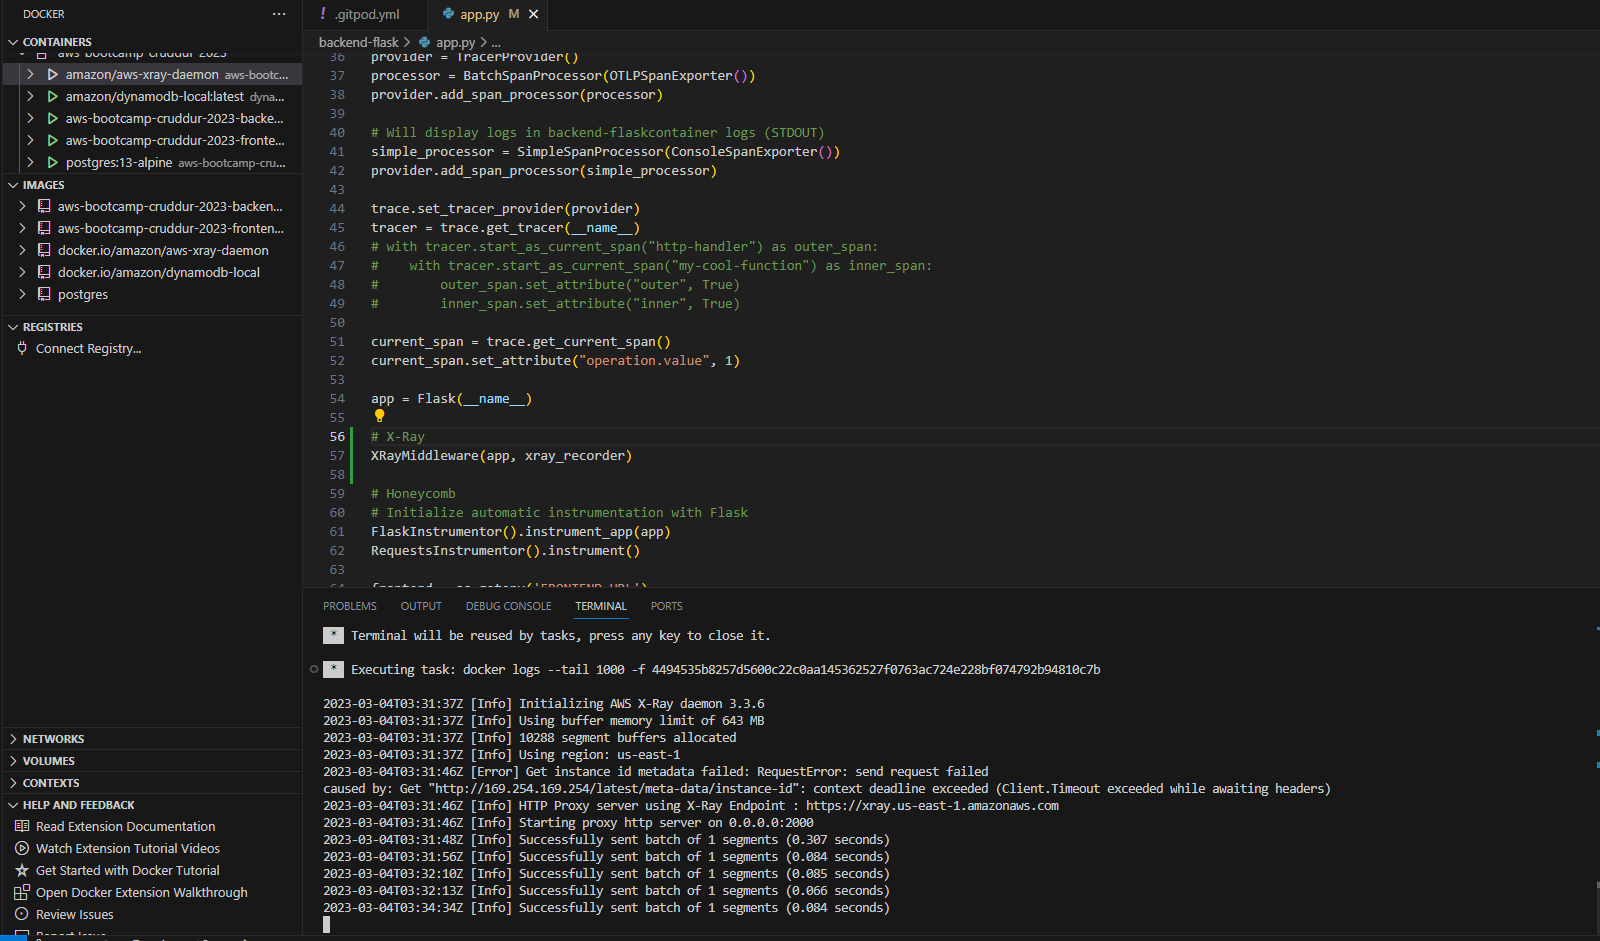 DOCKER
CONTAINERS
aws-bootcamp-cruddur-2023
amazon/aws-xray-daemon aws-bootc...
amazon/dynamodb-local:latest dyna...
aws-bootcamp-cruddur-2023-backe...
aws-bootcamp-cruddur-2023-fronte...
postgres:13-alpine aws-bootcamp-cru...
IMAGES
aws-bootcamp-cruddur-2023-backen...
aws-bootcamp-cruddur-2023-fronten...
docker.io/amazon/aws-xray-daemon
docker.io/amazon/dynamodb-local
postgres
REGISTRIES
Connect Registry...
NETWORKS
VOLUMES
CONTEXTS
HELP AND FEEDBACK
Read Extension Documentation
Watch Extension Tutorial Videos
Get Started with Docker Tutorial
Open Docker Extension Walkthrough
Review Issues
Report Issue
! .gitpod.yml
app.py M
backend-flask > app.py > ...
36 provider = TracerProvider()
37 processor = BatchSpanProcessor(OTLPSpanExporter())
38 provider.add_span_processor(processor)
39
40 # Will display logs in backend-flaskcontainer logs (STDOUT)
41 simple_processor = SimpleSpanProcessor(ConsoleSpanExporter())
42 provider.add_span_processor(simple_processor)
43
44 trace.set_tracer_provider(provider)
45 tracer = trace.get_tracer(__name__)
46 # with tracer.start_as_current_span("http-handler") as outer_span:
47 #    with tracer.start_as_current_span("my-cool-function") as inner_span:
48 #        outer_span.set_attribute("outer", True)
49 #        inner_span.set_attribute("inner", True)
50
51 current_span = trace.get_current_span()
52 current_span.set_attribute("operation.value", 1)
53
54 app = Flask(__name__)
55
56 # X-Ray
57 XRayMiddleware(app, xray_recorder)
58
59 # Honeycomb
60 # Initialize automatic instrumentation with Flask
61 FlaskInstrumentor().instrument_app(app)
62 RequestsInstrumentor().instrument()
63
64 frontend = os.getenv('FRONTEND_URL')
PROBLEMS
OUTPUT
DEBUG CONSOLE
TERMINAL
PORTS
* Terminal will be reused by tasks, press any key to close it.
* Executing task: docker logs --tail 1000 -f 4494535b8257d5600c22c0aa145362527f0763ac724e228bf074792b94810c7b
2023-03-04T03:31:37Z [Info] Initializing AWS X-Ray daemon 3.3.6
2023-03-04T03:31:37Z [Info] Using buffer memory limit of 643 MB
2023-03-04T03:31:37Z [Info] 10288 segment buffers allocated
2023-03-04T03:31:37Z [Info] Using region: us-east-1
2023-03-04T03:31:46Z [Error] Get instance id metadata failed: RequestError: send request failed
caused by: Get "http://169.254.169.254/latest/meta-data/instance-id": context deadline exceeded (Client.Timeout exceeded while awaiting headers)
2023-03-04T03:31:46Z [Info] HTTP Proxy server using X-Ray Endpoint : https://xray.us-east-1.amazonaws.com
2023-03-04T03:31:46Z [Info] Starting proxy http server on 0.0.0.0:2000
2023-03-04T03:31:48Z [Info] Successfully sent batch of 1 segments (0.307 seconds)
2023-03-04T03:31:56Z [Info] Successfully sent batch of 1 segments (0.084 seconds)
2023-03-04T03:32:10Z [Info] Successfully sent batch of 1 segments (0.085 seconds)
2023-03-04T03:32:13Z [Info] Successfully sent batch of 1 segments (0.066 seconds)
2023-03-04T03:34:34Z [Info] Successfully sent batch of 1 segments (0.084 seconds)